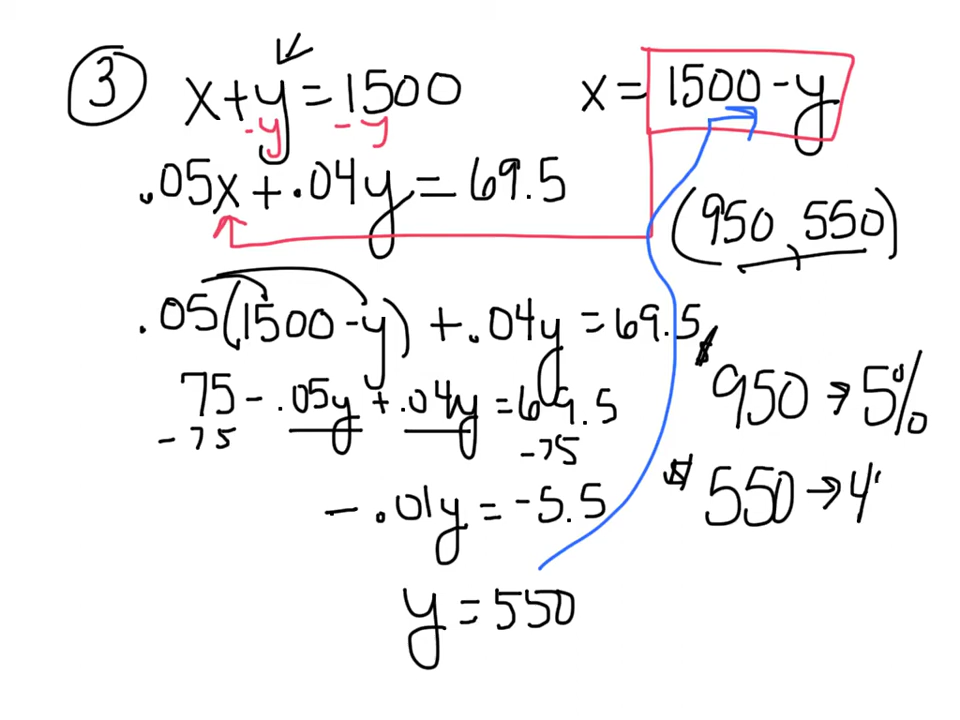 ③ x+y=1500
-y -y
x = 1500-y
.05x + .04y = 69.5
(950, 550)
.05(1500-y) + .04y = 69.5
75 - .05y + .04y = 69.5
-75 -75
$950 → 5%
-.01y = -5.5
$550 → 4
y = 550